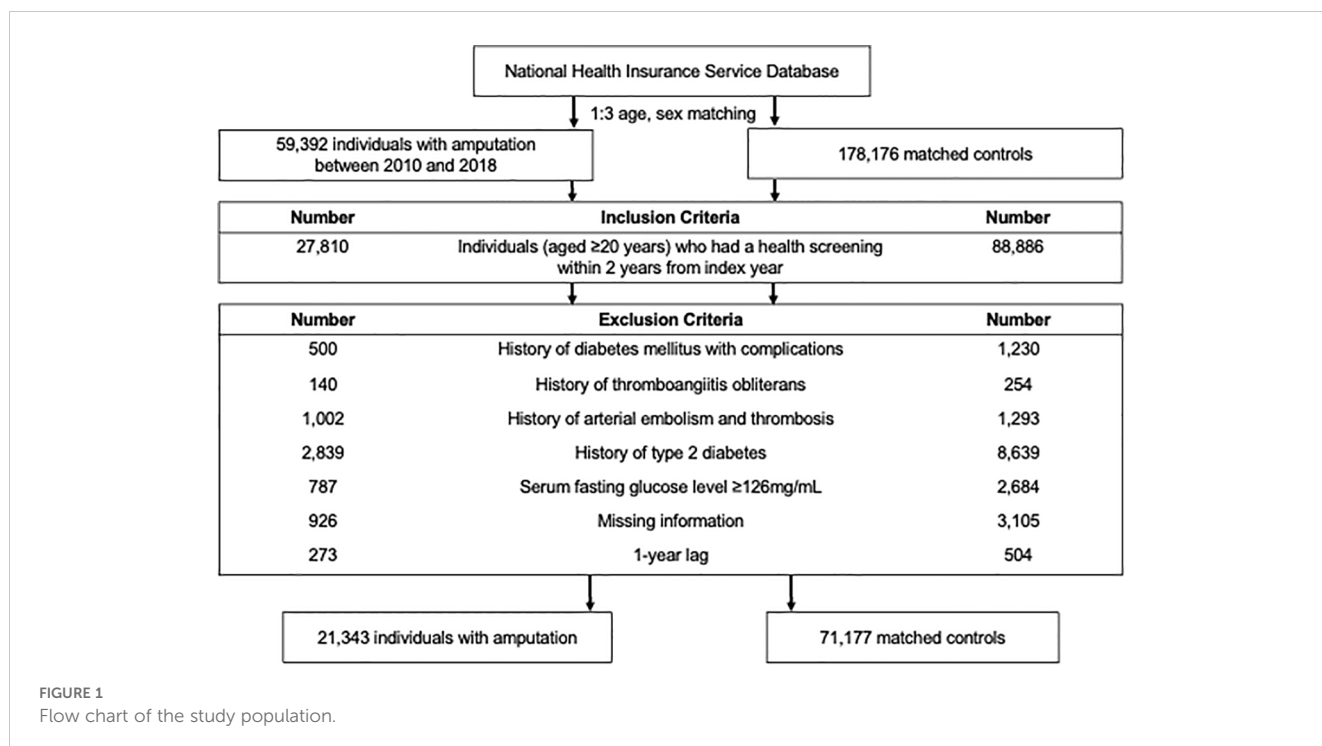 National Health Insurance Service Database
1:3 age, sex matching
59,392 individuals with amputation
between 2010 and 2018
178,176 matched controls
Number Inclusion Criteria Number
27,810 Individuals (aged ≥20 years) who had a health screening 88,886
within 2 years from index year
Number Exclusion Criteria Number
500 History of diabetes mellitus with complications 1,230
140 History of thromboangiitis obliterans 254
1,002 History of arterial embolism and thrombosis 1,293
2,839 History of type 2 diabetes 8,639
787 Serum fasting glucose level ≥126mg/mL 2,684
926 Missing information 3,105
273 1-year lag 504
21,343 individuals with amputation 71,177 matched controls
FIGURE 1
Flow chart of the study population.